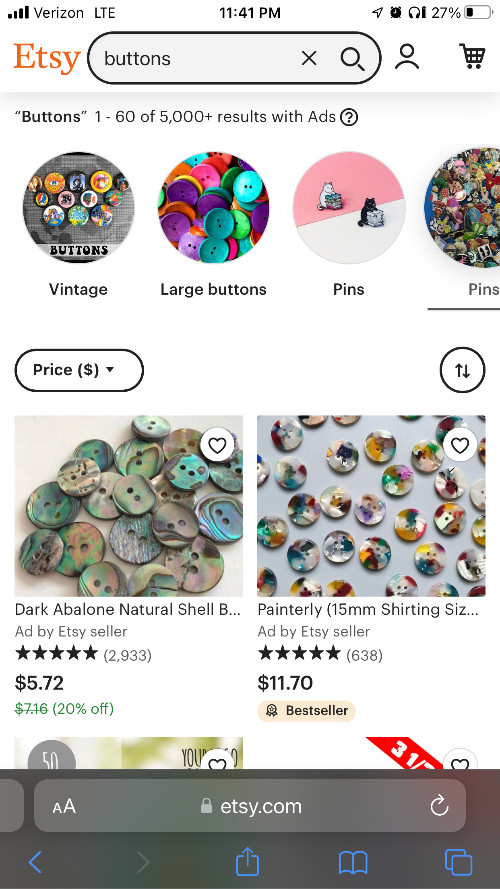 Verizon LTE 11:41 PM 27%
Etsy buttons
“Buttons” 1 - 60 of 5,000+ results with Ads ?
BUTTONS
Vintage Large buttons Pins Pins
Price ($)
Dark Abalone Natural Shell B... Painterly (15mm Shirting Siz...
Ad by Etsy seller Ad by Etsy seller
(2,933) (638)
$5.72 $11.70
$7.16 (20% off) Bestseller
50 3 1/
AA etsy.com